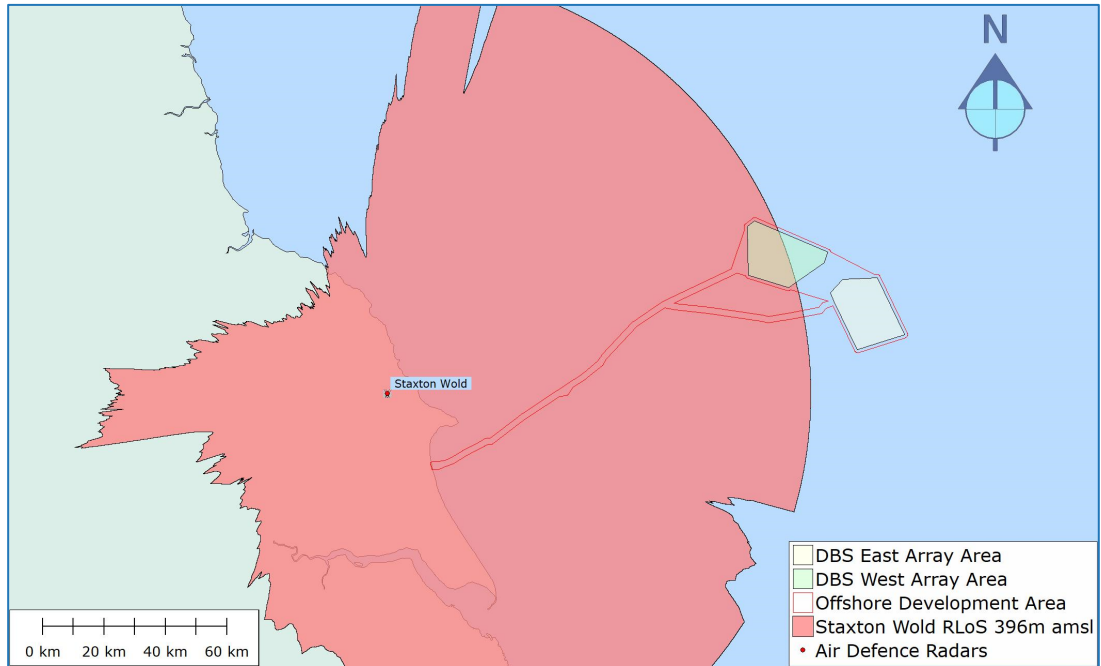 N
Staxton Wold
DBS East Array Area
DBS West Array Area
Offshore Development Area
Staxton Wold RLoS 396m amsl
Air Defence Radars
0 km 20 km 40 km 60 km